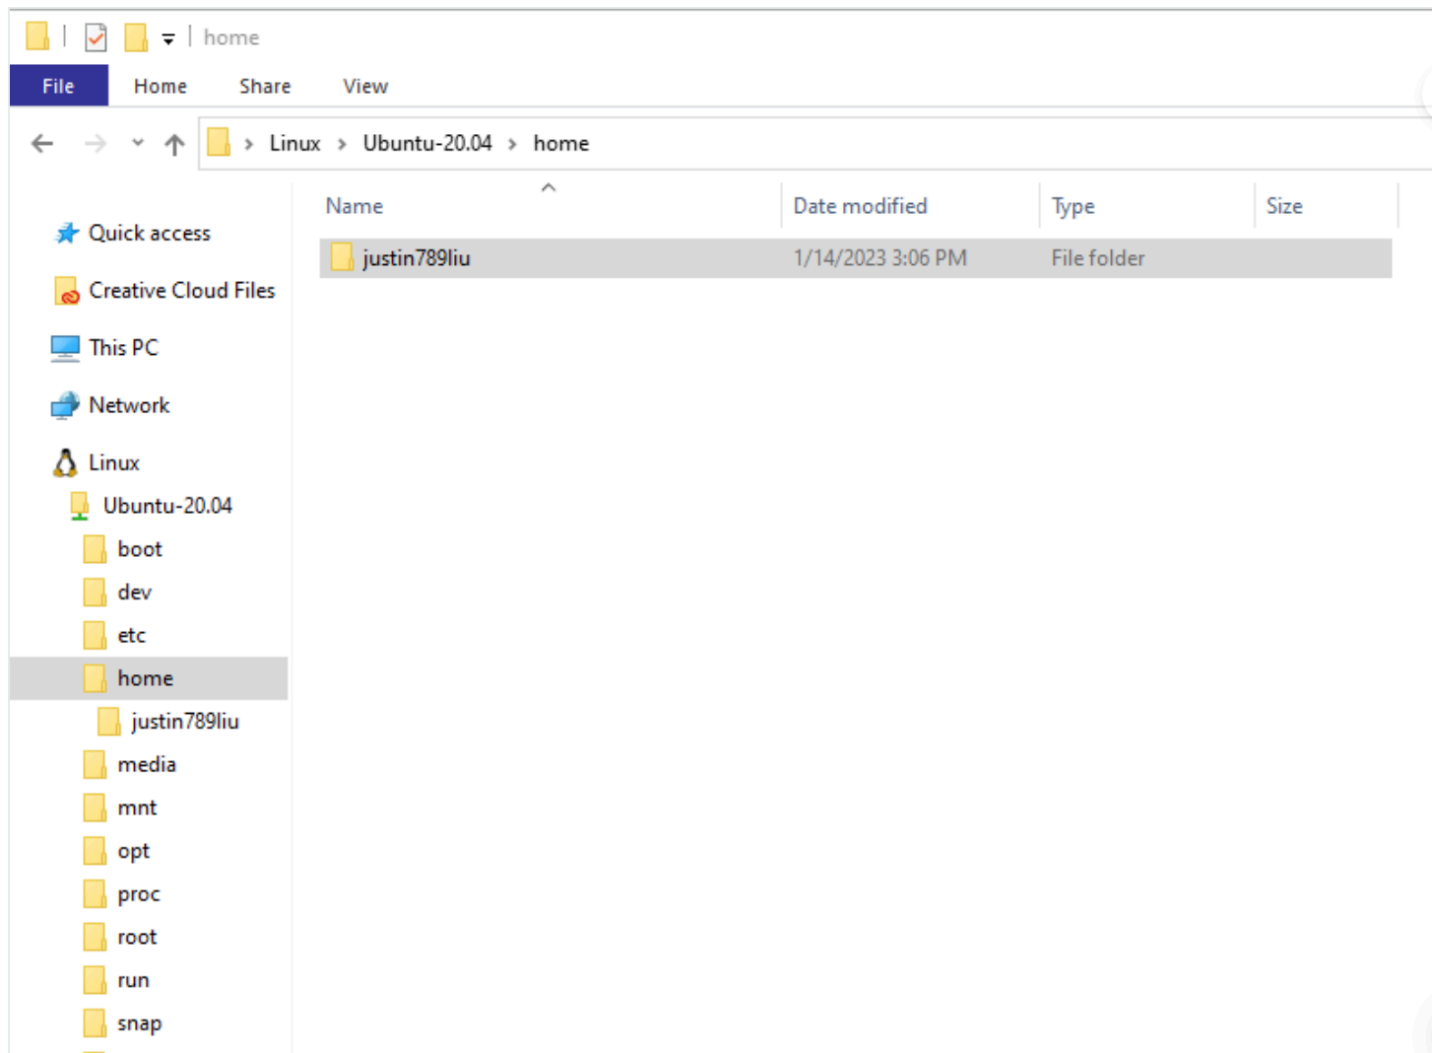 home
File Home Share View
Linux Ubuntu-20.04 home
Name Date modified Type Size
justin789liu 1/14/2023 3:06 PM File folder
Quick access
Creative Cloud Files
This PC
Network
Linux
Ubuntu-20.04
boot
dev
etc
home
justin789liu
media
mnt
opt
proc
root
run
snap